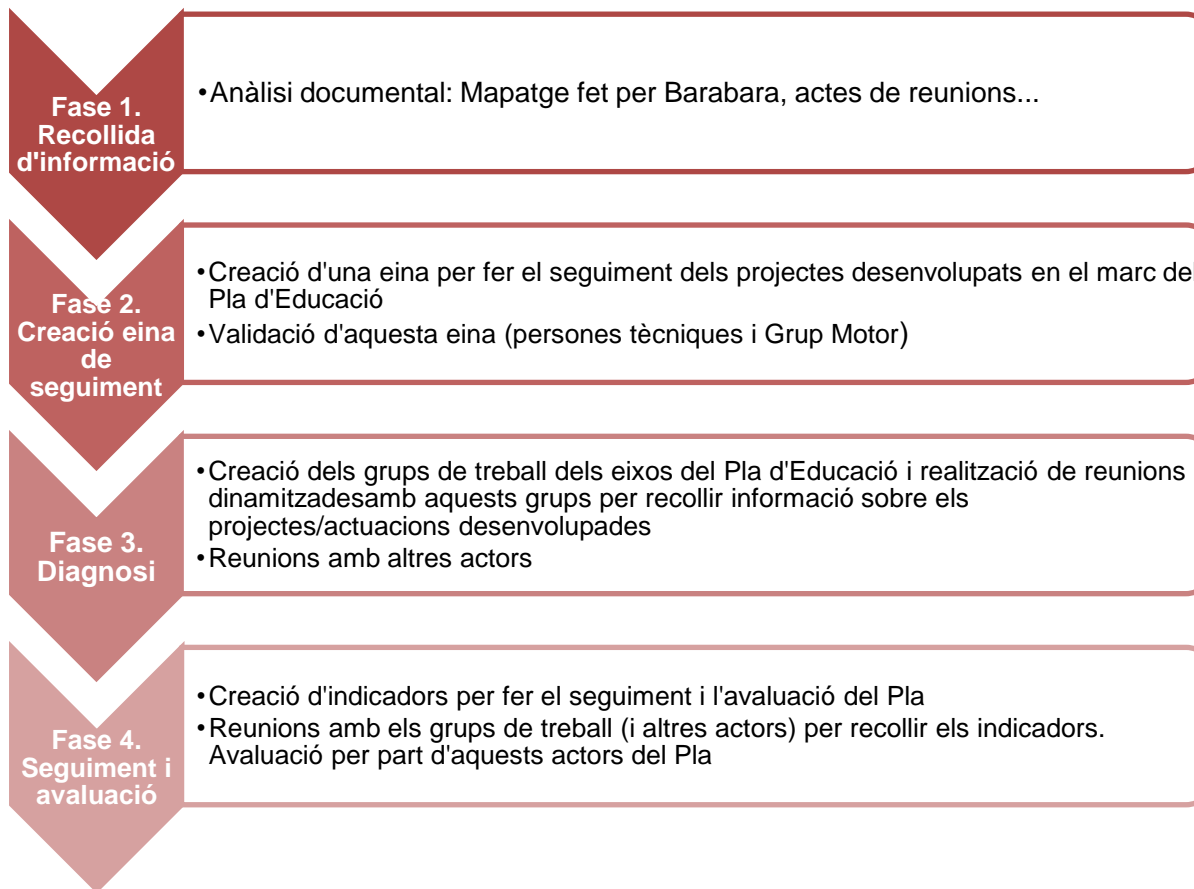 Fase 1.
Recollida
d'informació
•Anàlisi documental: Mapatge fet per Barabara, actes de reunions...
Fase 2.
Creació eina
de
seguiment
•Creació d'una eina per fer el seguiment dels projectes desenvolupats en el marc del
Pla d'Educació
•Validació d'aquesta eina (persones tècniques i Grup Motor)
Fase 3.
Diagnosi
•Creació dels grups de treball dels eixos del Pla d'Educació i realització de reunions
dinamitzadesamb aquests grups per recollir informació sobre els
projectes/actuacions desenvolupades
•Reunions amb altres actors
Fase 4.
Seguiment i
avaluació
•Creació d'indicadors per fer el seguiment i l'avaluació del Pla
•Reunions amb els grups de treball (i altres actors) per recollir els indicadors.
Avaluació per part d'aquests actors del Pla